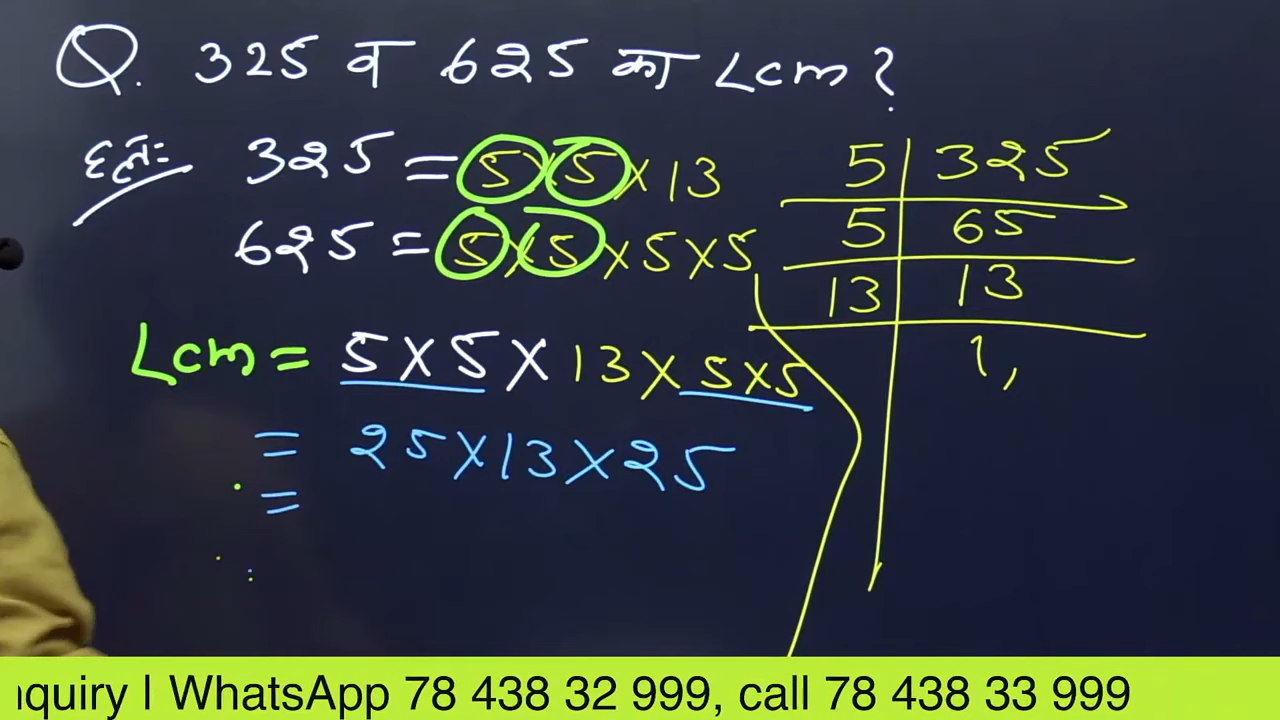 Q. 325 व 625 का Lcm ?
हल:
325 = 5 × 5 × 13
625 = 5 × 5 × 5 × 5
Lcm = 5 × 5 × 13 × 5 × 5
= 25 × 13 × 25
=
5 | 325
5 | 65
13 | 13
1,
nquiry | WhatsApp 78 438 32 999, call 78 438 33 999